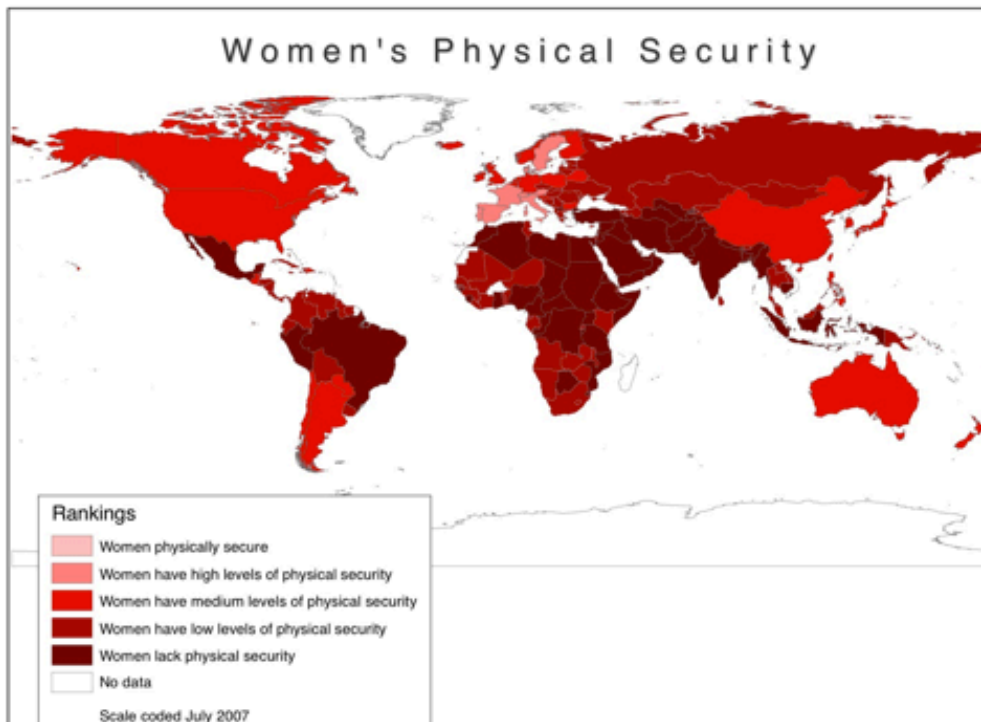 Women's Physical Security
Rankings
Women physically secure
Women have high levels of physical security
Women have medium levels of physical security
Women have low levels of physical security
Women lack physical security
No data
Scale coded July 2007